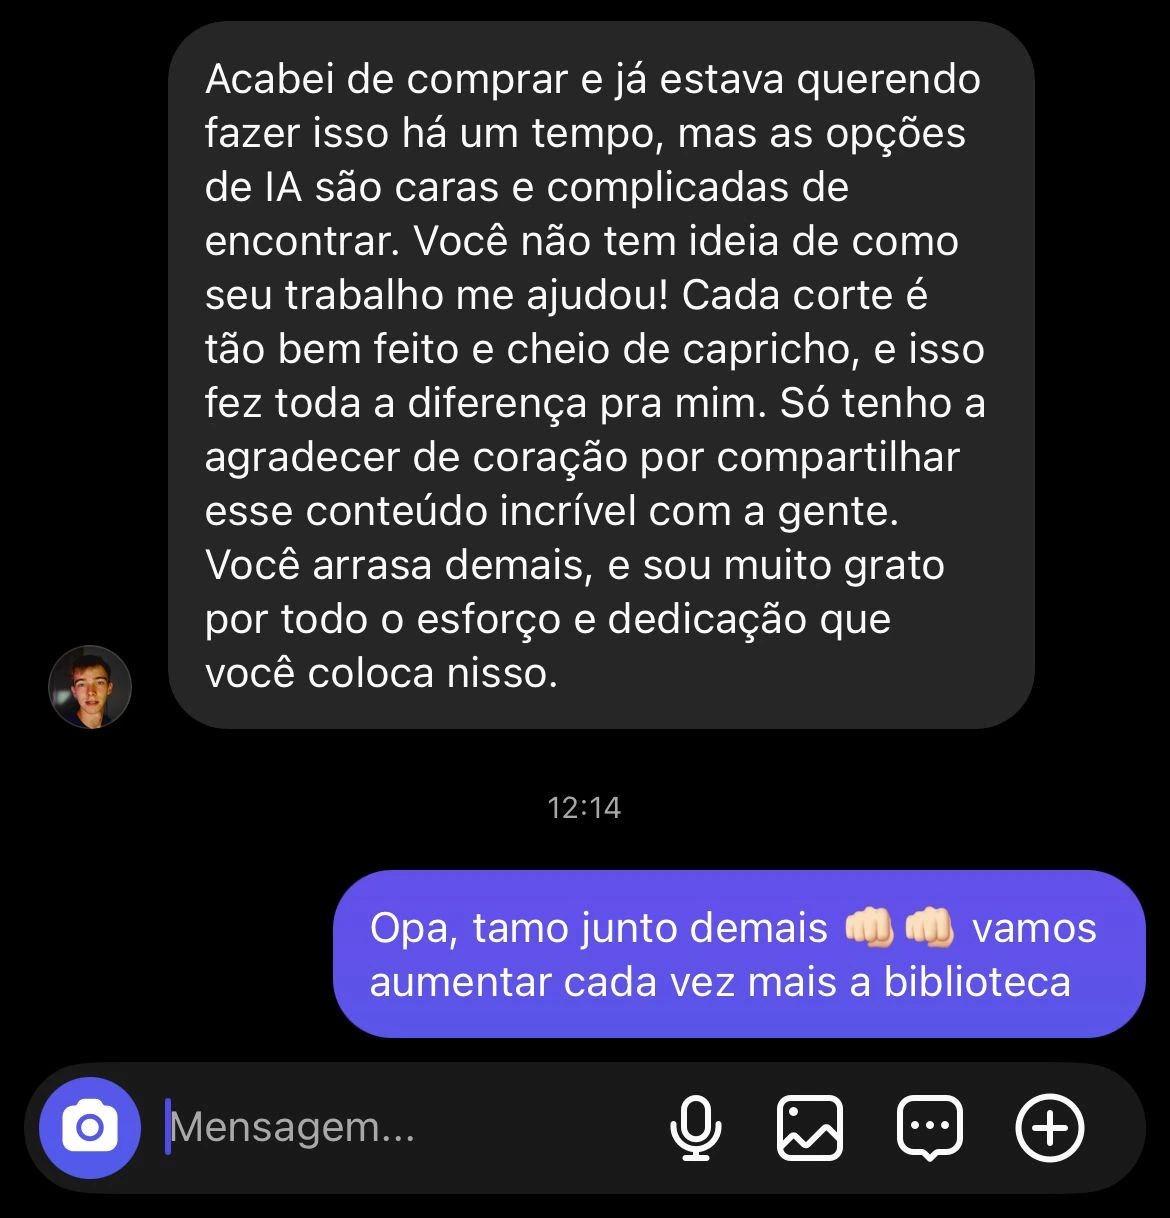 Acabei de comprar e já estava querendo
fazer isso há um tempo, mas as opções
de IA são caras e complicadas de
encontrar. Você não tem ideia de como
seu trabalho me ajudou! Cada corte é
tão bem feito e cheio de capricho, e isso
fez toda a diferença pra mim. Só tenho a
agradecer de coração por compartilhar
esse conteúdo incrível com a gente.
Você arrasa demais, e sou muito grato
por todo o esforço e dedicação que
você coloca nisso.
12:14
Opa, tamo junto demais 👊🏻👊🏻 vamos
aumentar cada vez mais a biblioteca
Mensagem...